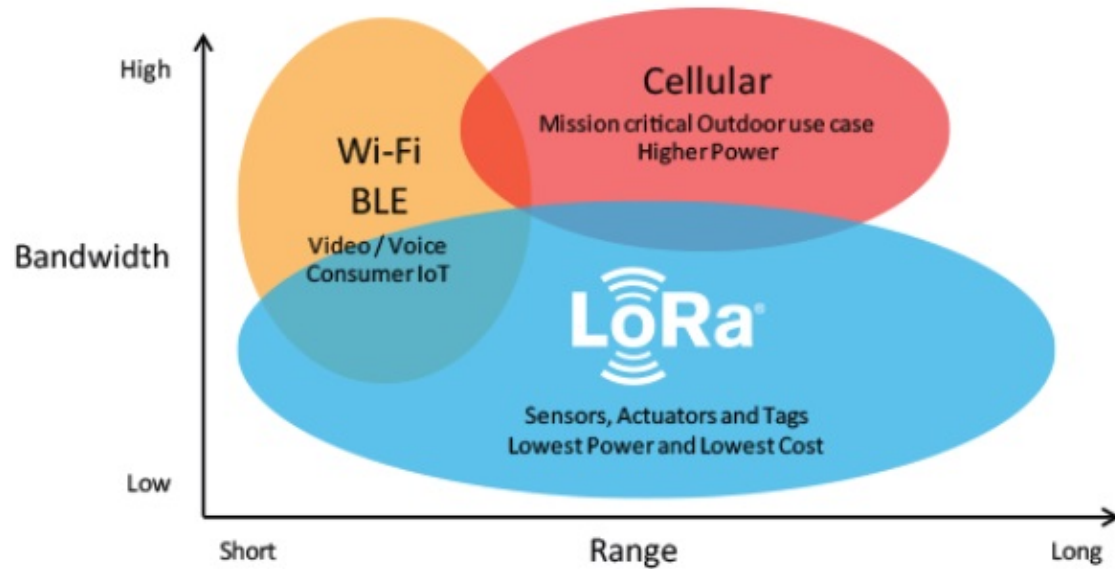 High
Cellular
Mission critical Outdoor use case
Higher Power
Wi-Fi
BLE
Video / Voice
Consumer IoT
Bandwidth
LoRa®
Sensors, Actuators and Tags
Lowest Power and Lowest Cost
Low
Short
Range
Long